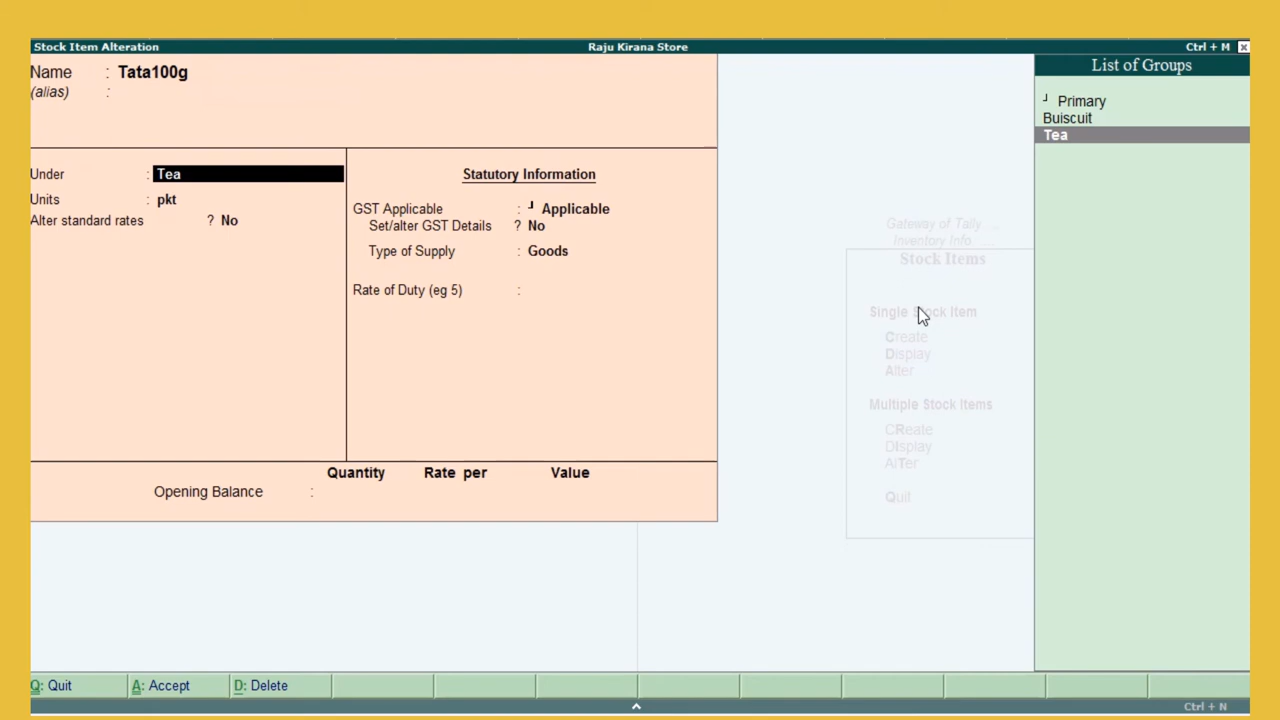 Stock Item Alteration Raju Kirana Store Ctrl + M
Name : Tata100g
(alias) :
Under : Tea
Units : pkt
Alter standard rates ? No
Statutory Information
GST Applicable : ┘ Applicable
Set/alter GST Details ? No
Type of Supply : Goods
Rate of Duty (eg 5) :
Quantity Rate per Value
Opening Balance :
Gateway of Tally ...
Inventory Info .....
Stock Items
Single Stock Item
Create
Display
Alter
Multiple Stock Items
CReate
DIsplay
AlTer
Quit
List of Groups
┘ Primary
Buiscuit
Tea
Q: Quit A: Accept D: Delete
Ctrl + N